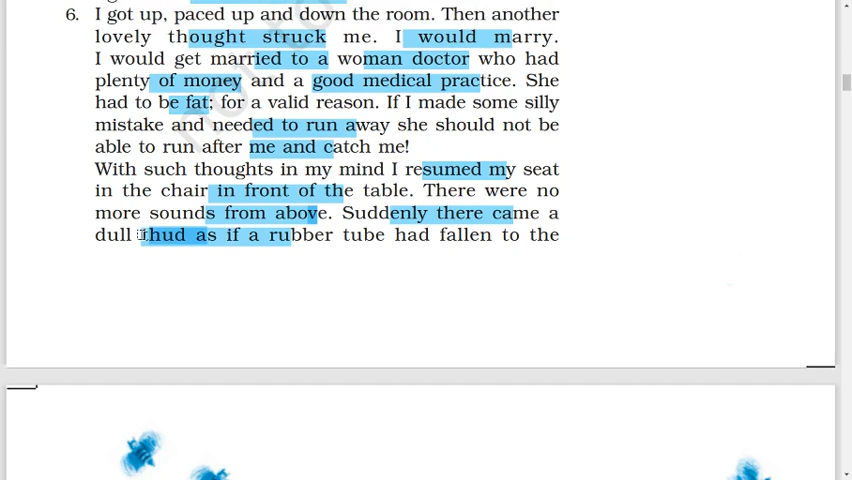 6. I got up, paced up and down the room. Then another
lovely thought struck me. I would marry.
I would get married to a woman doctor who had
plenty of money and a good medical practice. She
had to be fat; for a valid reason. If I made some silly
mistake and needed to run away she should not be
able to run after me and catch me!
With such thoughts in my mind I resumed my seat
in the chair in front of the table. There were no
more sounds from above. Suddenly there came a
dull thud as if a rubber tube had fallen to the